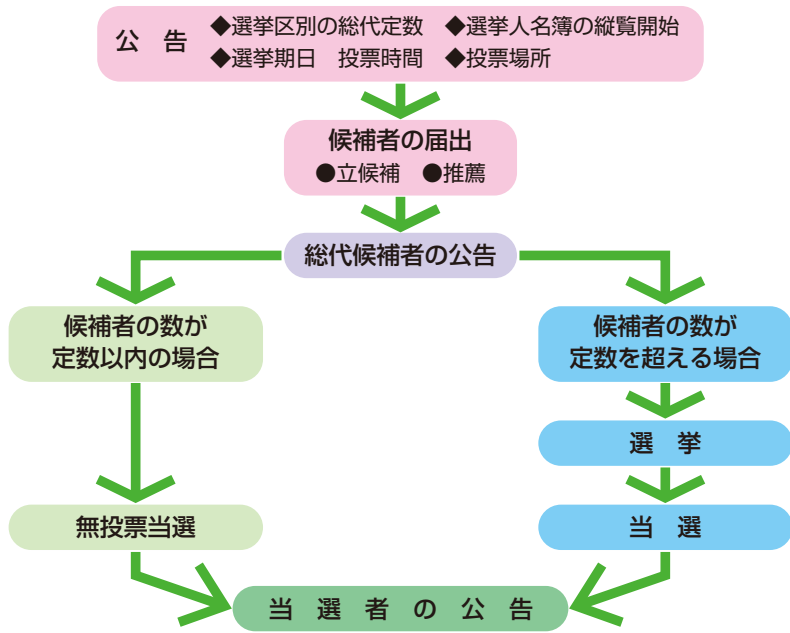 公　告
◆選挙区別の総代定数　◆選挙人名簿の縦覧開始
◆選挙期日　投票時間　◆投票場所
候補者の届出
●立候補　●推薦
総代候補者の公告
候補者の数が
定数以内の場合
候補者の数が
定数を超える場合
選　挙
無投票当選
当　選
当　選　者　の　公　告